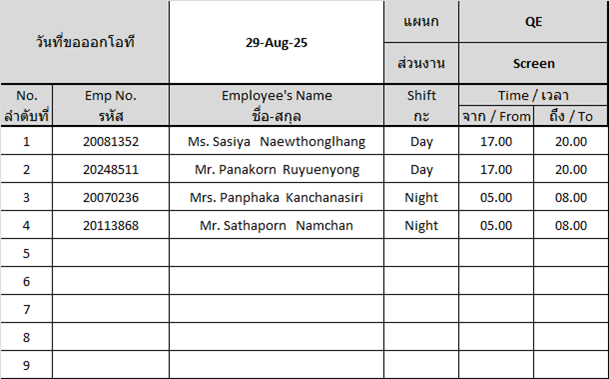 วันที่ขอออกโอที 29-Aug-25 แผนก QE
ส่วนงาน Screen
No. Emp No. Employee's Name Shift Time / เวลา
ลำดับที่ รหัส ชื่อ-สกุล กะ จาก / From ถึง / To
1 20081352 Ms. Sasiya Naewthonglhang Day 17.00 20.00
2 20248511 Mr. Panakorn Ruyuenyong Day 17.00 20.00
3 20070236 Mrs. Panphaka Kanchanasiri Night 05.00 08.00
4 20113868 Mr. Sathaporn Namchan Night 05.00 08.00
5
6
7
8
9